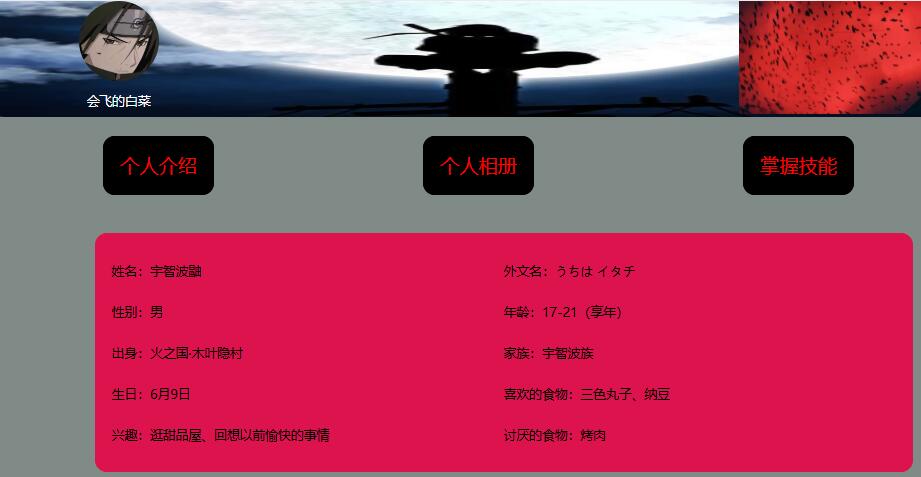 会飞的白菜
个人介绍
个人相册
掌握技能
姓名：宇智波鼬
外文名：うちは イタチ
性别：男
年龄：17-21（享年）
出身：火之国·木叶隐村
家族：宇智波族
生日：6月9日
喜欢的食物：三色丸子、纳豆
兴趣：逛甜品屋、回想以前愉快的事情
讨厌的食物：烤肉